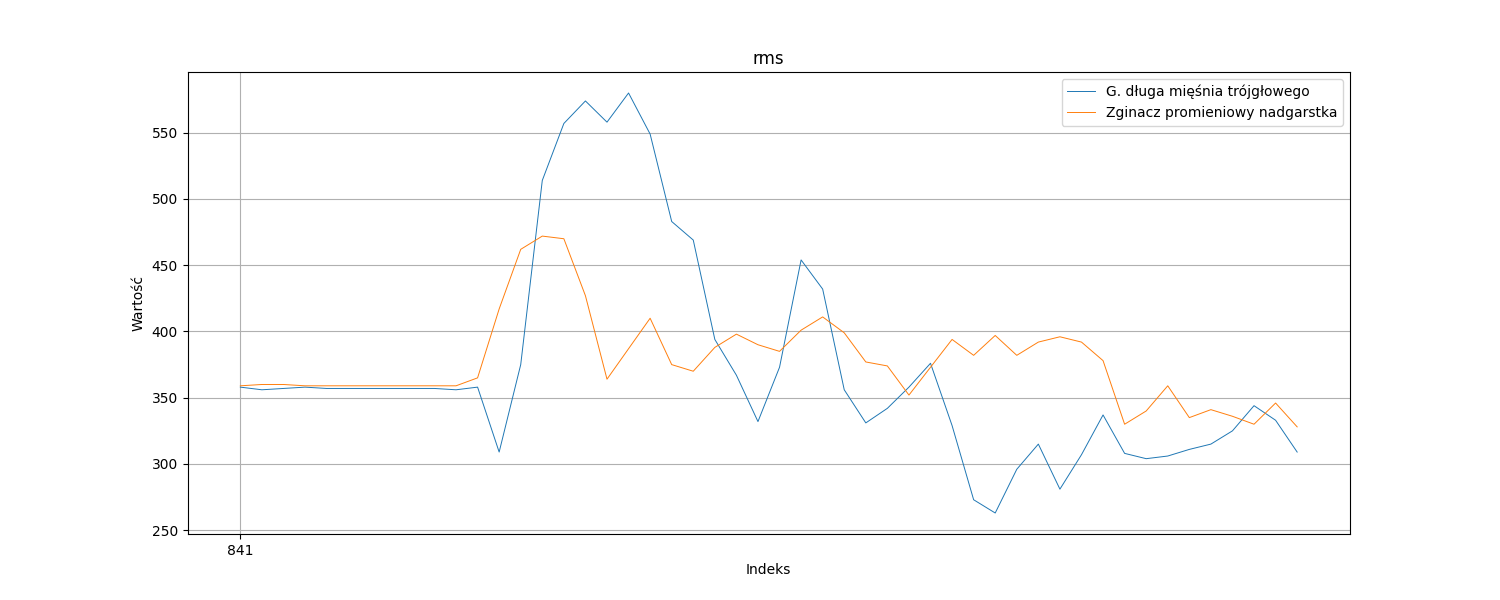 rms
G. długa mięśnia trójgłowego
Zginacz promieniowy nadgarstka
550
500
450
400
350
300
250
Wartość
841
Indeks